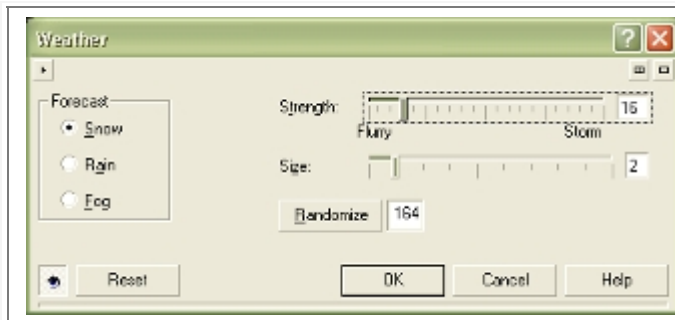 Weather
Forecast
Snow
Rain
Fog
Strength: 16
Flurry Storm
Size: 2
Randomize 164
Reset OK Cancel Help